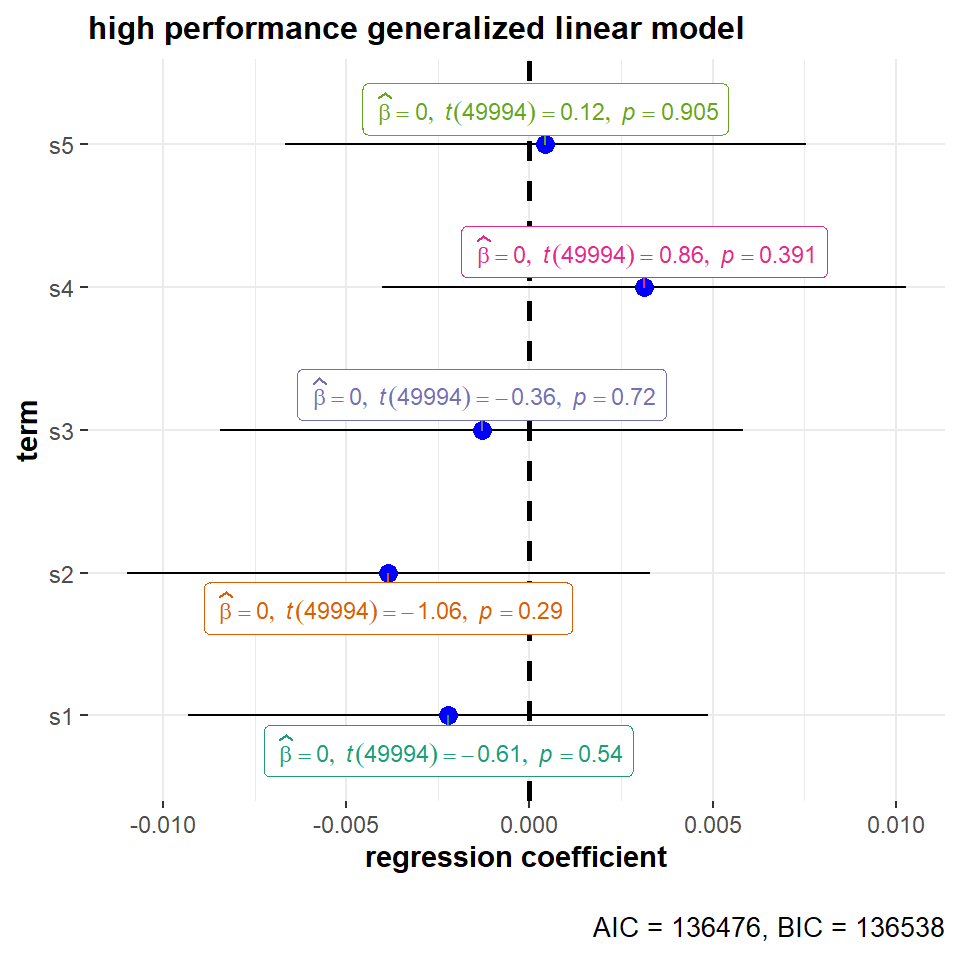 high performance generalized linear model
β̂ = 0, t(49994) = 0.12, p = 0.905
s5
β̂ = 0, t(49994) = 0.86, p = 0.391
s4
β̂ = 0, t(49994) = −0.36, p = 0.72
s3
term
s2
β̂ = 0, t(49994) = −1.06, p = 0.29
s1
β̂ = 0, t(49994) = −0.61, p = 0.54
-0.010 -0.005 0.000 0.005 0.010
regression coefficient
AIC = 136476, BIC = 136538